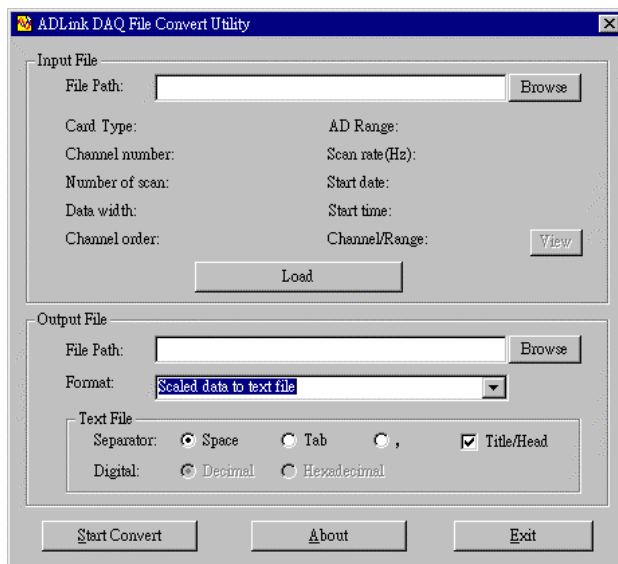 ADLink DAQ File Convert Utility
Input File
File Path: Browse
Card Type: AD Range:
Channel number: Scan rate(Hz):
Number of scan: Start date:
Data width: Start time:
Channel order: Channel/Range: View
Load
Output File
File Path: Browse
Format: Scaled data to text file
Text File
Separator: Space Tab , Title/Head
Digital: Decimal Hexadecimal
Start Convert About Exit